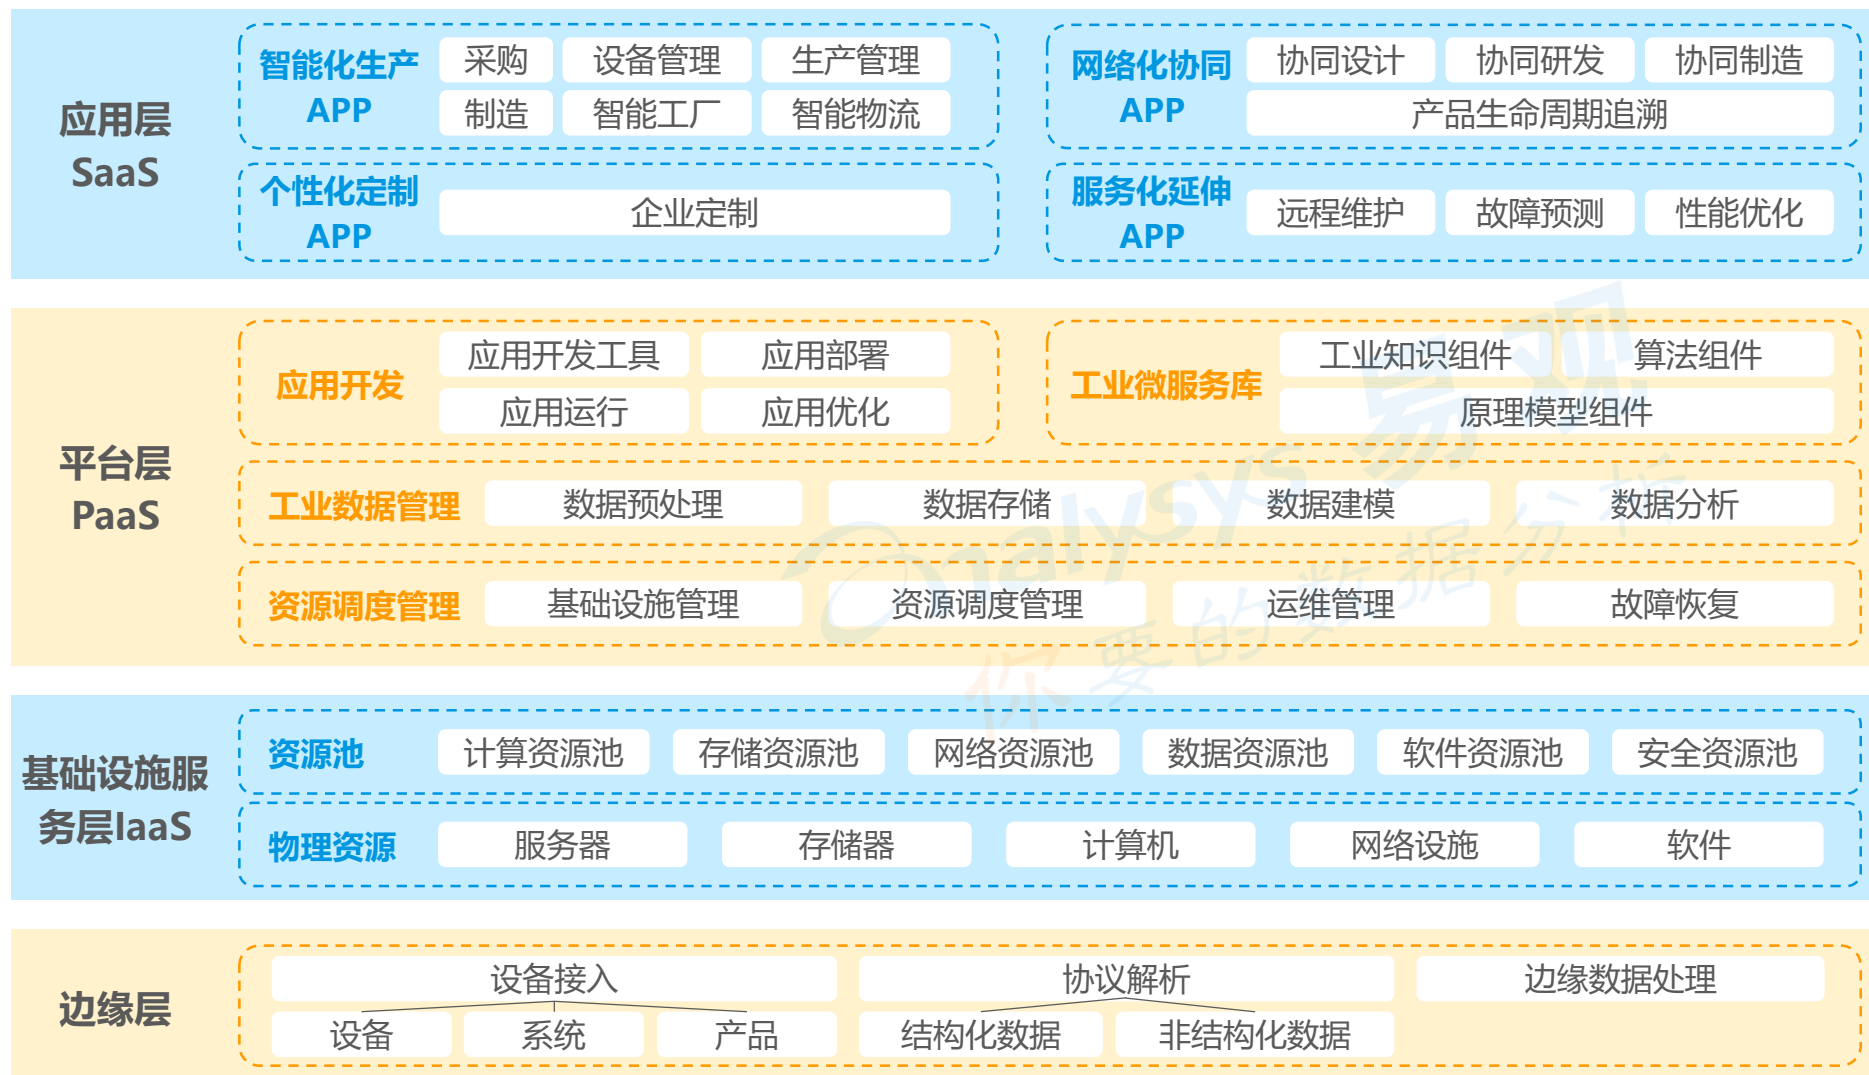 应用层
SaaS
智能化生产
APP
采购
设备管理
生产管理
制造
智能工厂
智能物流
网络化协同
APP
协同设计
协同研发
协同制造
产品生命周期追溯
个性化定制
APP
企业定制
服务化延伸
APP
远程维护
故障预测
性能优化
平台层
PaaS
应用开发
应用开发工具
应用部署
应用运行
应用优化
工业微服务库
工业知识组件
算法组件
原理模型组件
工业数据管理
数据预处理
数据存储
数据建模
数据分析
资源调度管理
基础设施管理
资源调度管理
运维管理
故障恢复
analysys 易观
你要的数据分析
基础设施服
务层IaaS
资源池
计算资源池
存储资源池
网络资源池
数据资源池
软件资源池
安全资源池
物理资源
服务器
存储器
计算机
网络设施
软件
边缘层
设备接入
协议解析
边缘数据处理
设备
系统
产品
结构化数据
非结构化数据